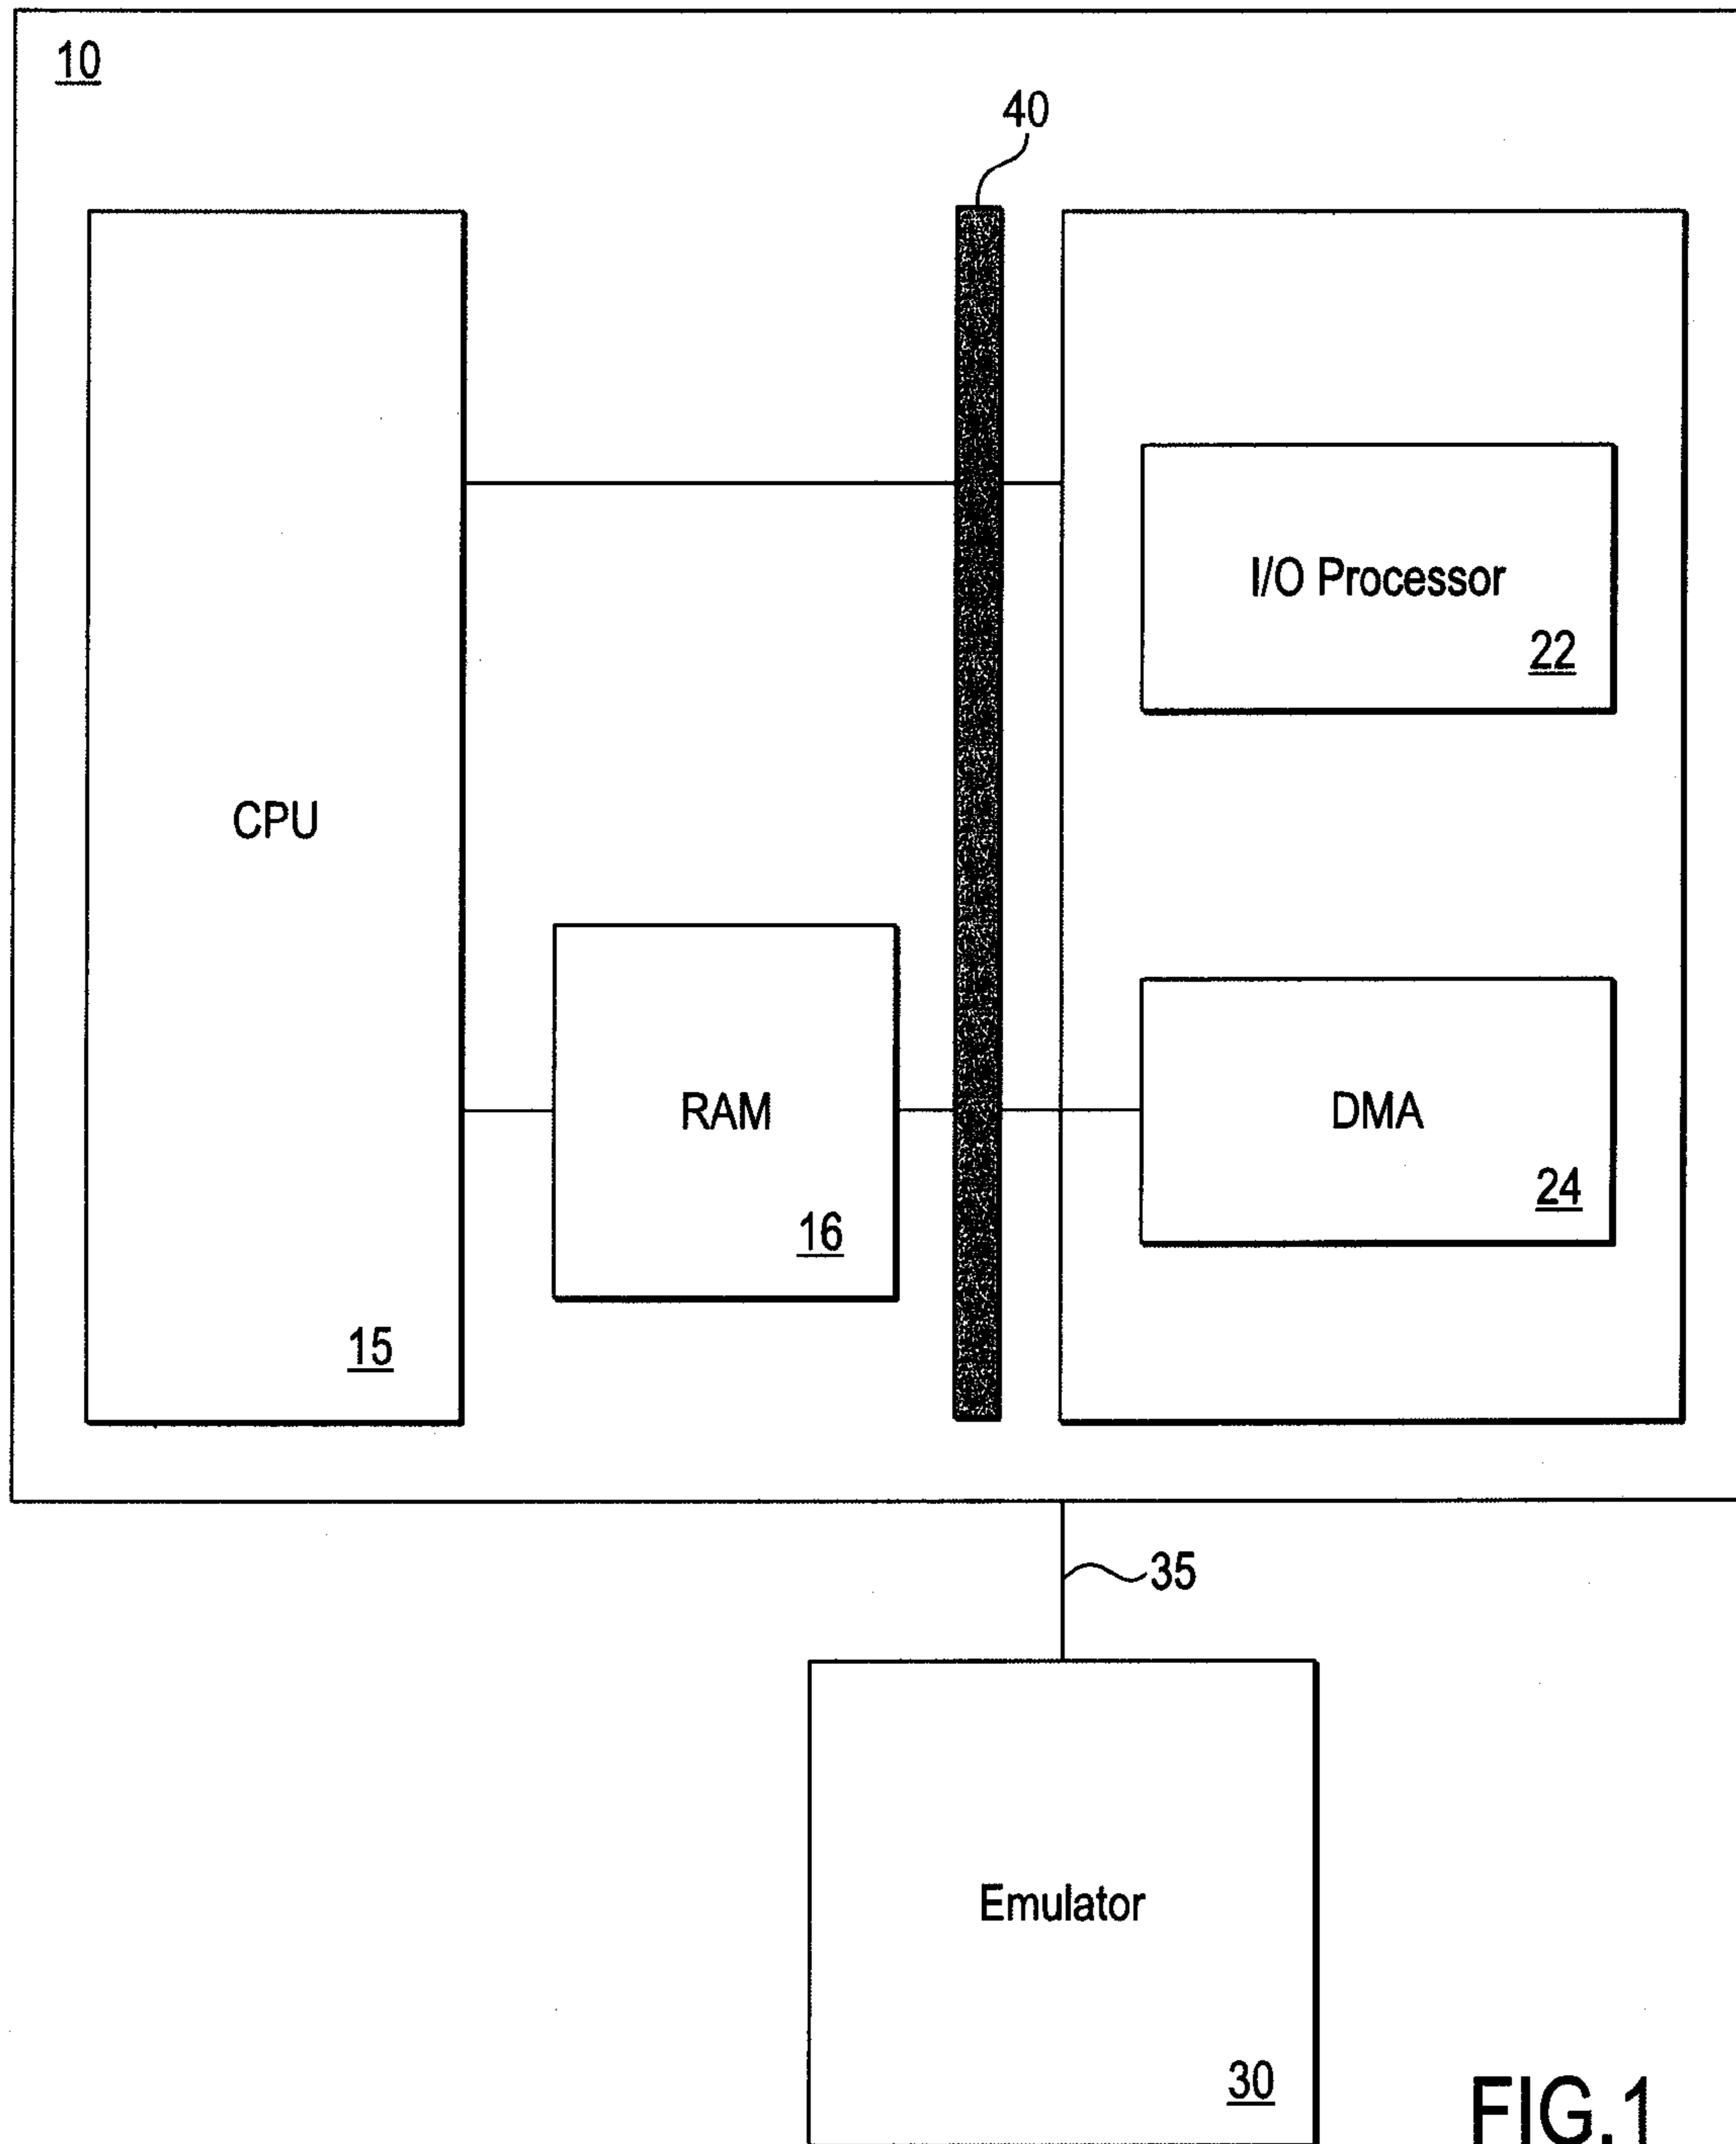 10
40
I/O Processor
22
CPU
RAM
16
DMA
24
15
35
Emulator
30
FIG.1